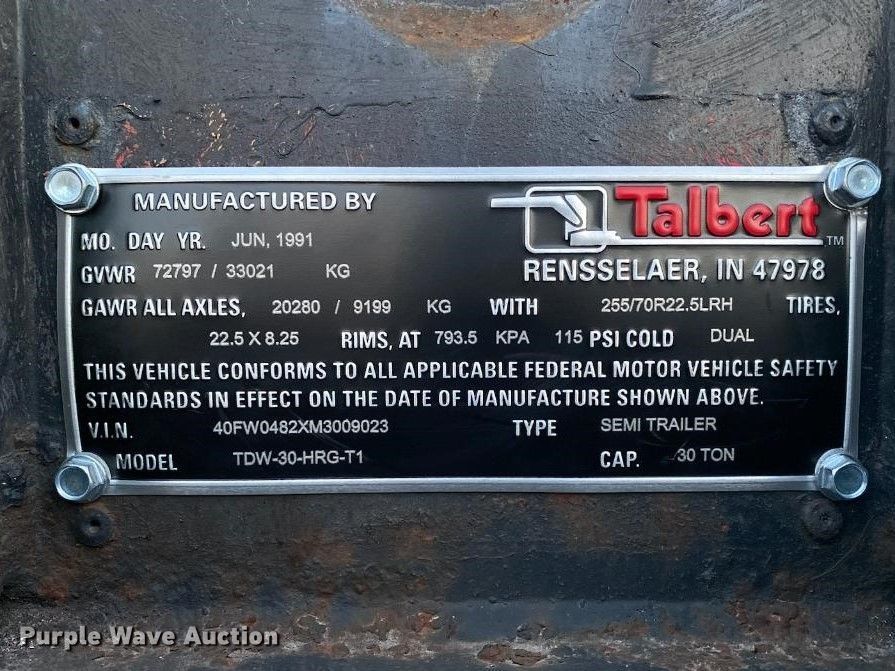 MANUFACTURED BY
Talbert™
MO. DAY YR. JUN, 1991
GVWR 72797 / 33021 KG
RENSSELAER, IN 47978
GAWR ALL AXLES, 20280 / 9199 KG WITH 255/70R22.5LRH TIRES,
22.5 X 8.25 RIMS, AT 793.5 KPA 115 PSI COLD DUAL
THIS VEHICLE CONFORMS TO ALL APPLICABLE FEDERAL MOTOR VEHICLE SAFETY
STANDARDS IN EFFECT ON THE DATE OF MANUFACTURE SHOWN ABOVE.
V.I.N. 40FW0482XM3009023 TYPE SEMI TRAILER
MODEL TDW-30-HRG-T1 CAP. 30 TON
Purple Wave Auction